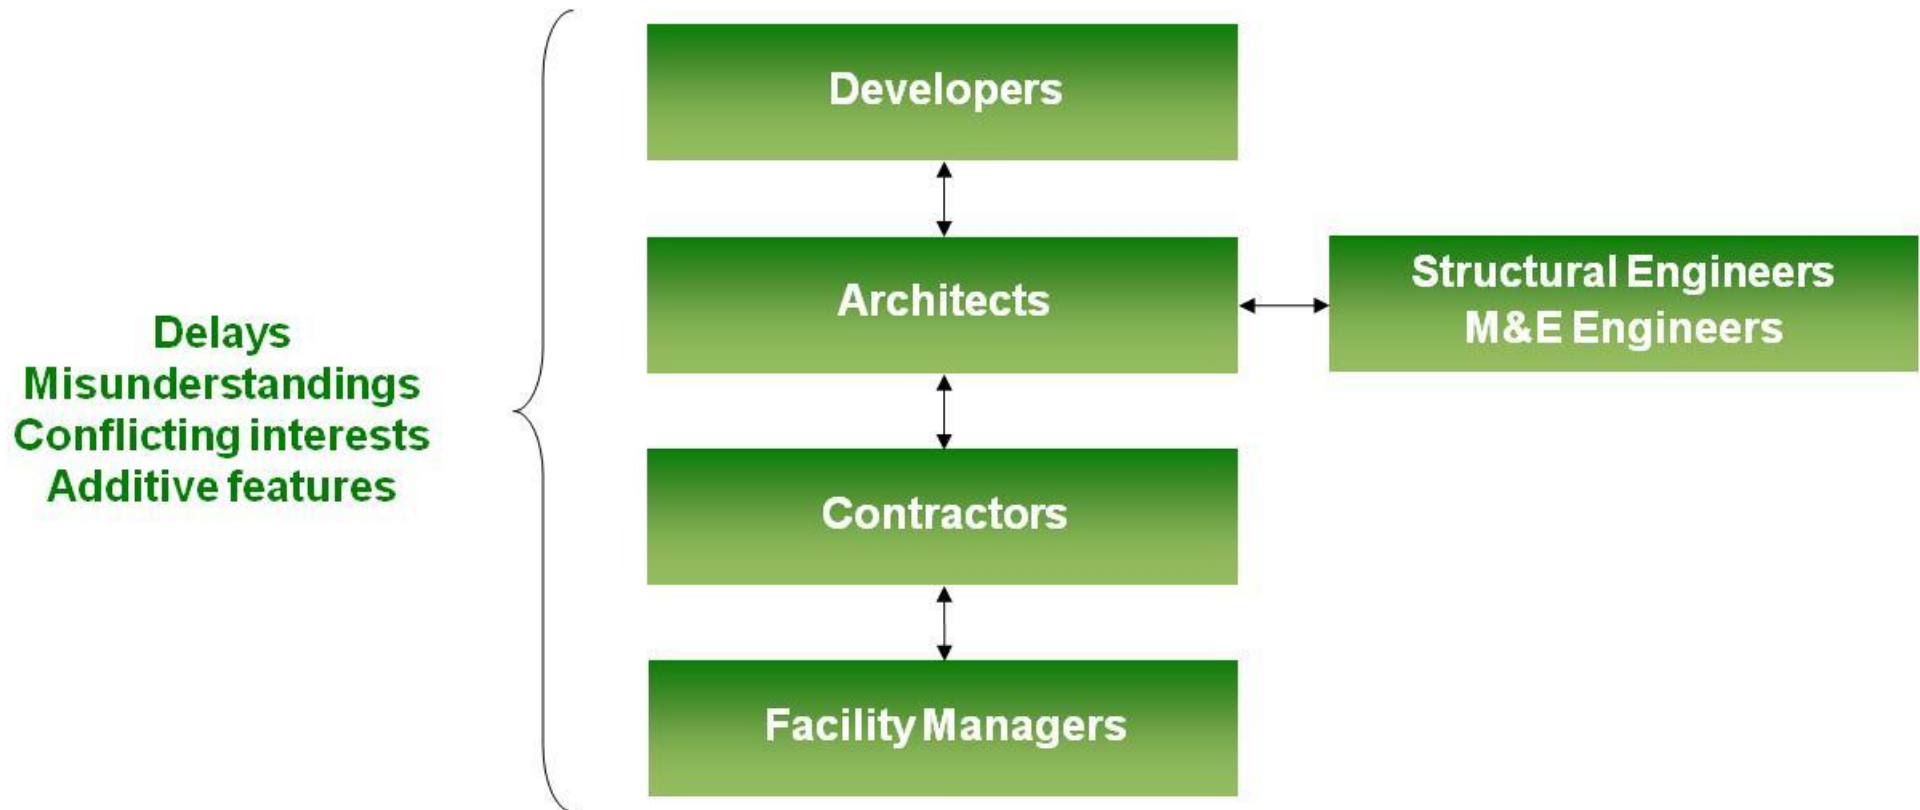 Delays
Misunderstandings
Conflicting interests
Additive features
Developers
Architects
Structural Engineers
M&E Engineers
Contractors
Facility Managers